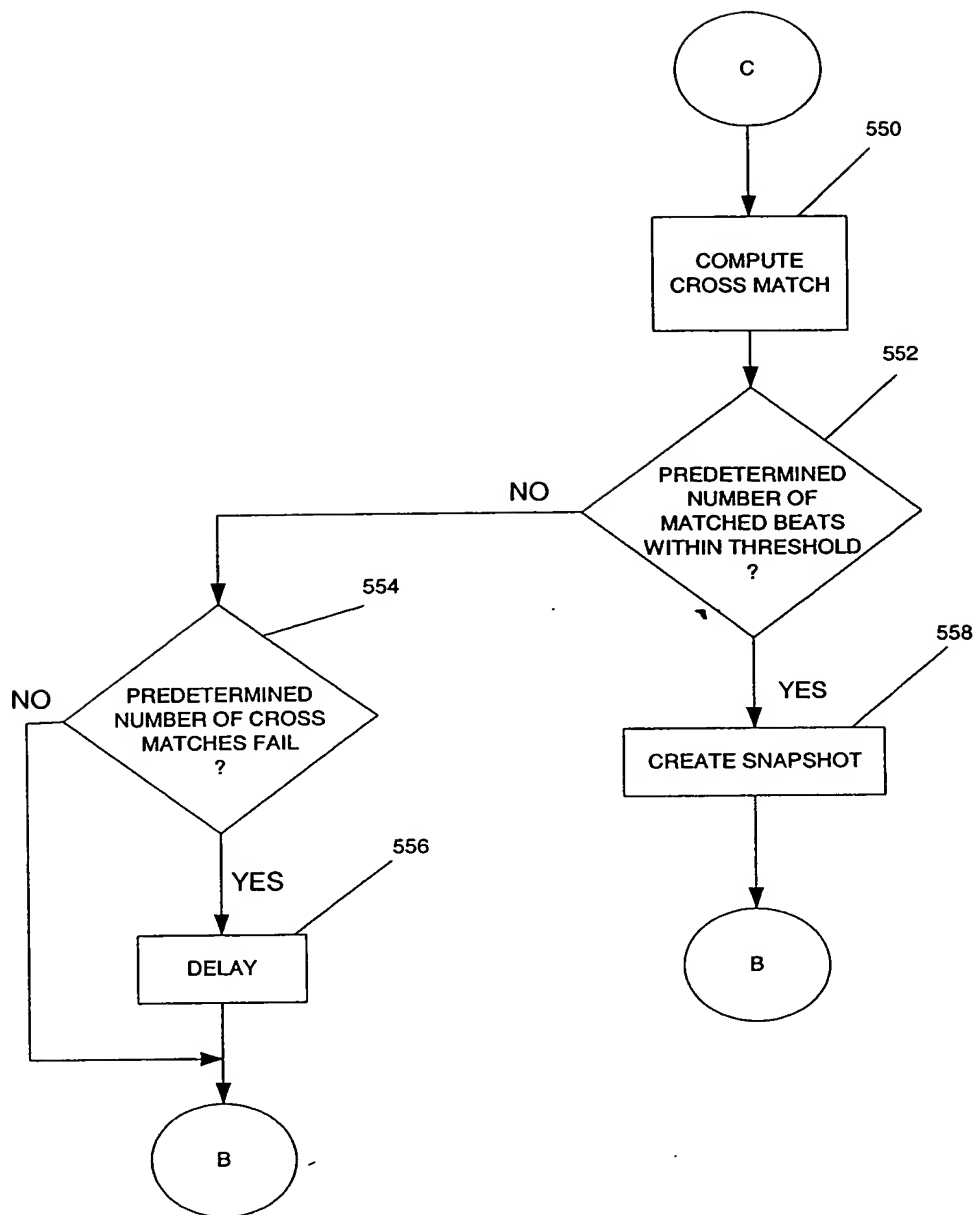 C
550
COMPUTE
CROSS MATCH
552
PREDETERMINED
NUMBER OF
MATCHED BEATS
WITHIN THRESHOLD
?
NO
554
PREDETERMINED
NUMBER OF CROSS
MATCHES FAIL
?
NO
YES
558
CREATE SNAPSHOT
YES
556
DELAY
B
B